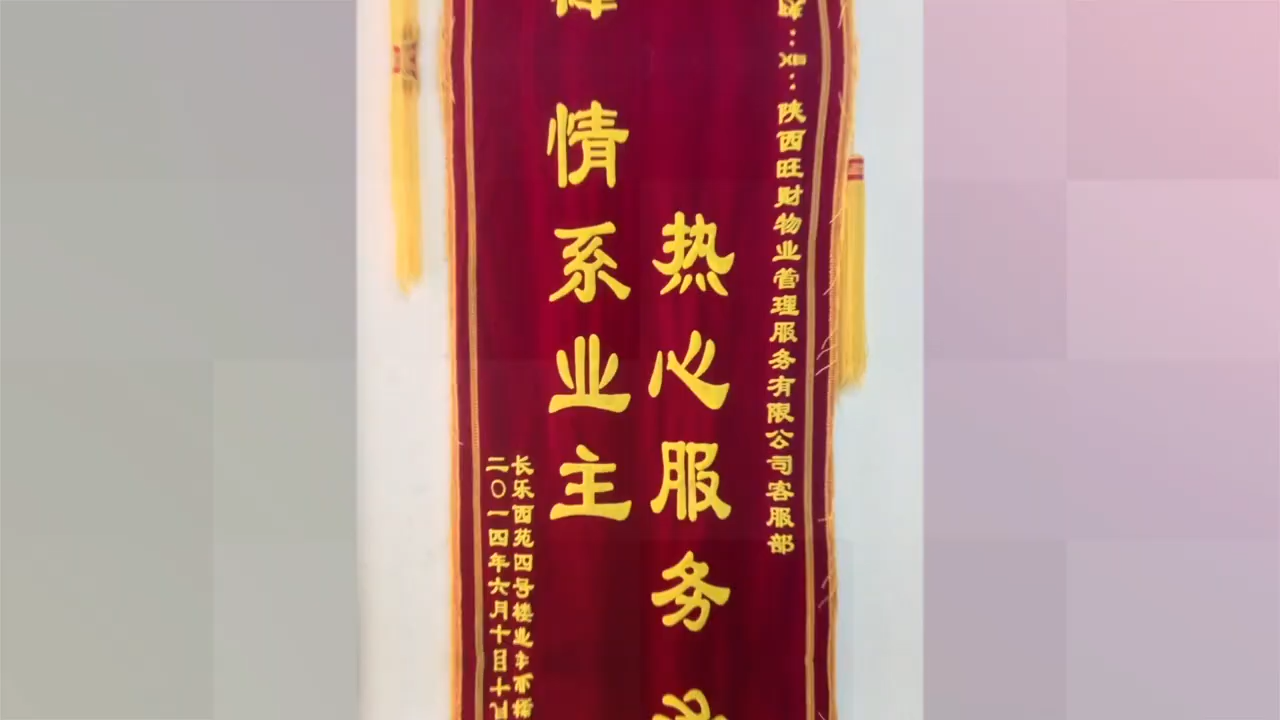 陕西旺财物业管理服务有限公司客服部
热心服务
情系业主
长乐西苑四号楼业
二〇一四年六月十日十